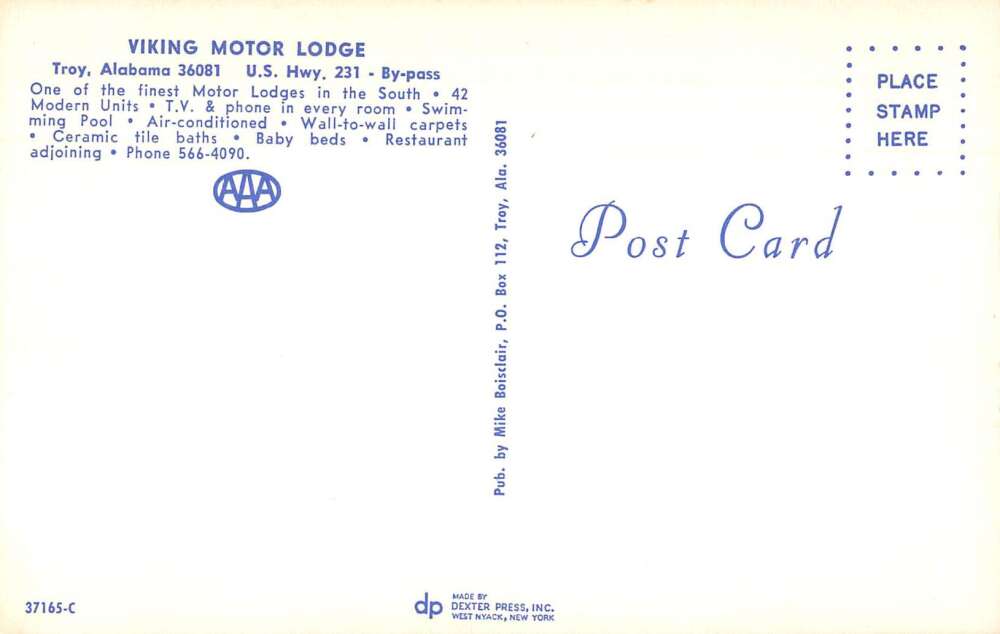 VIKING MOTOR LODGE
Troy, Alabama 36081 U.S. Hwy. 231 - By-pass
One of the finest Motor Lodges in the South • 42
Modern Units • T.V. & phone in every room • Swim-
ming Pool • Air-conditioned • Wall-to-wall carpets
• Ceramic tile baths • Baby beds • Restaurant
adjoining • Phone 566-4090.
AAA
Pub. by Mike Boisclair, P.O. Box 112, Troy, Ala. 36081
PLACE
STAMP
HERE
Post Card
37165-C
dp
MADE BY
DEXTER PRESS, INC.
WEST NYACK, NEW YORK